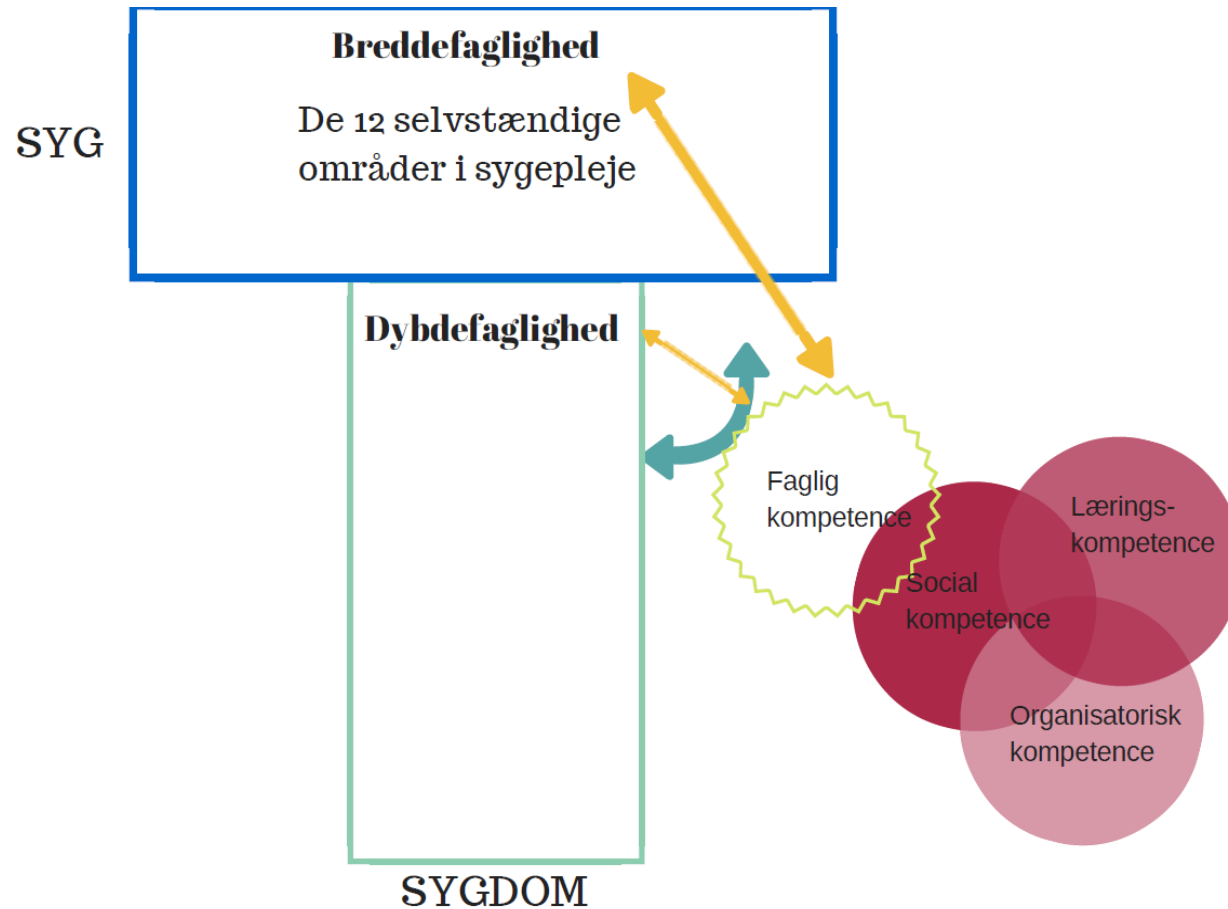 Breddefaglighed
SYG
De 12 selvstændige
områder i sygepleje
Dybdefaglighed
Faglig
kompetence
Lærings-
kompetence
Social
kompetence
Organisatorisk
kompetence
SYGDOM